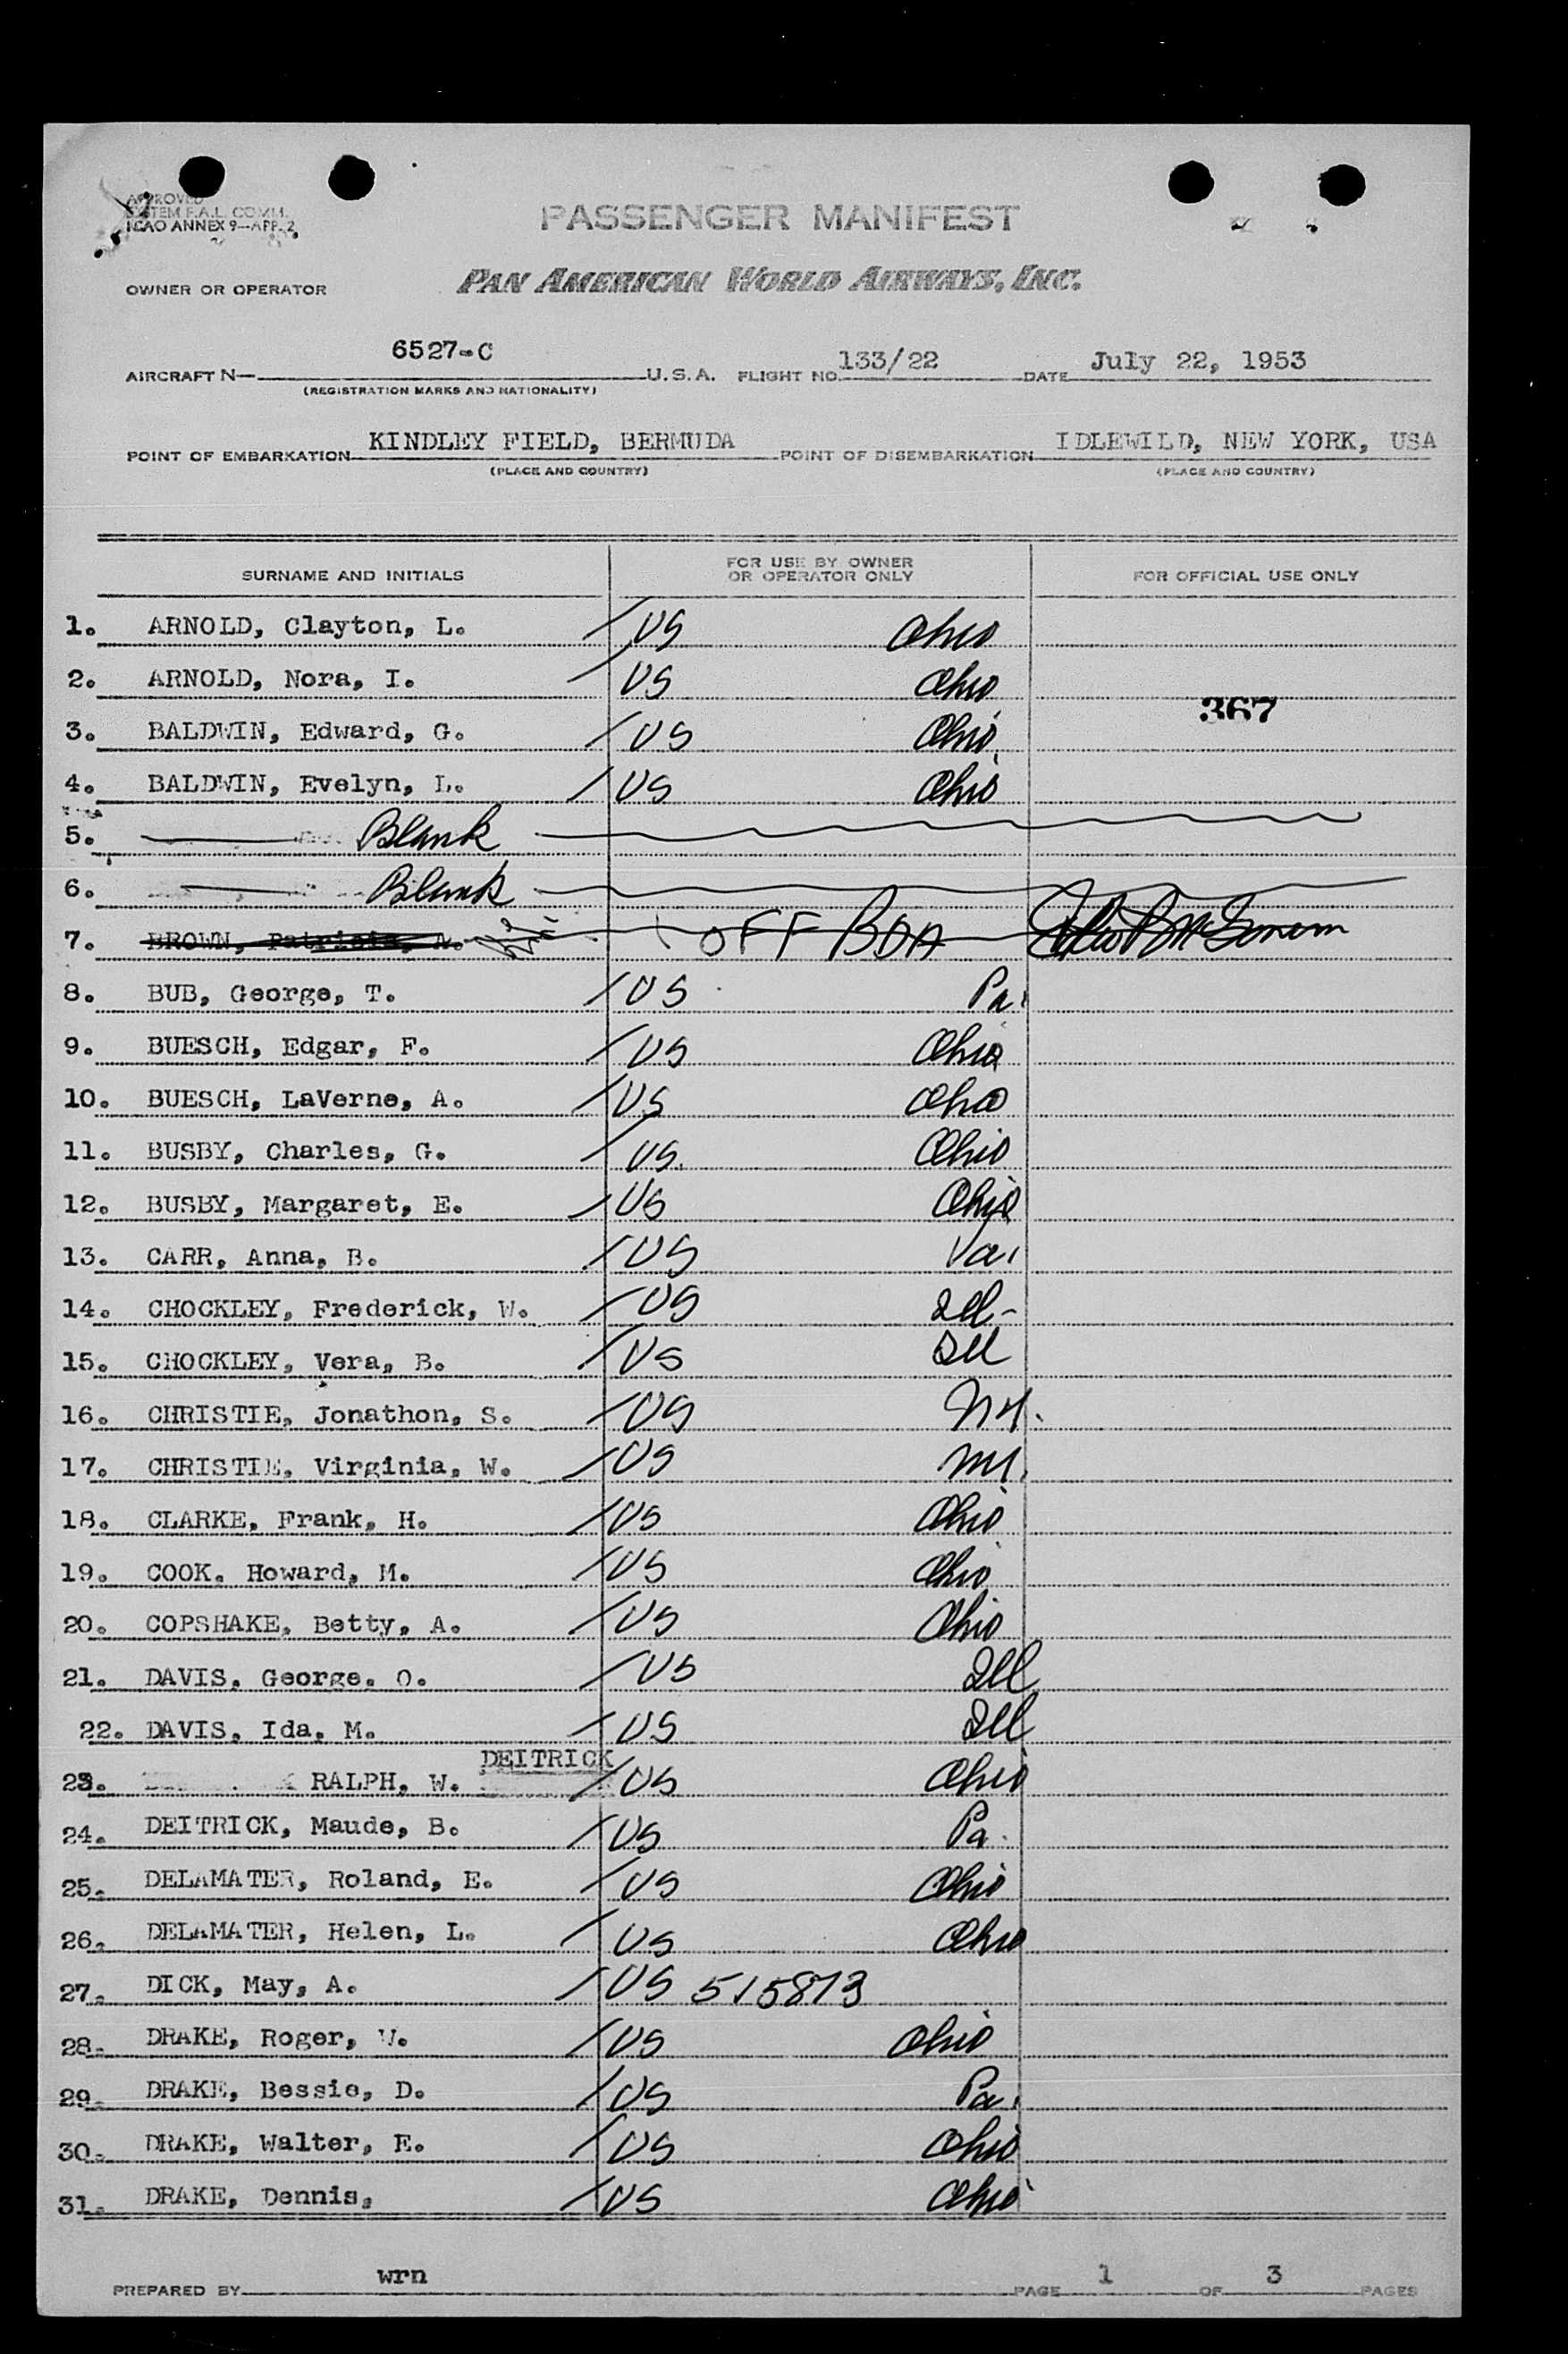 APPROVED
SYSTEM F.A.L. COMM.
ICAO ANNEX 9—APP. 2
PASSENGER MANIFEST
OWNER OR OPERATOR PAN AMERICAN WORLD AIRWAYS, INC.
AIRCRAFT N— 6527-C U.S.A. FLIGHT NO. 133/22 DATE July 22, 1953
(REGISTRATION MARKS AND NATIONALITY)
POINT OF EMBARKATION KINDLEY FIELD, BERMUDA POINT OF DISEMBARKATION IDLEWILD, NEW YORK, USA
(PLACE AND COUNTRY) (PLACE AND COUNTRY)
SURNAME AND INITIALS FOR USE BY OWNER OR OPERATOR ONLY FOR OFFICIAL USE ONLY
1. ARNOLD, Clayton, L. US Ohio
2. ARNOLD, Nora, I. US Ohio
367
3. BALDWIN, Edward, G. US Ohio
4. BALDWIN, Evelyn, L. US Ohio
5. Blank
6. Blank
7. BROWN, Patricia, A. OFF BDA
8. BUB, George, T. US Pa.
9. BUESCH, Edgar, F. US Ohio
10. BUESCH, LaVerne, A. US Ohio
11. BUSBY, Charles, G. US Ohio
12. BUSBY, Margaret, E. US Ohio
13. CARR, Anna, B. US Va.
14. CHOCKLEY, Frederick, W. US Ill-
15. CHOCKLEY, Vera, B. US Ill
16. CHRISTIE, Jonathon, S. US NY.
17. CHRISTIE, Virginia, W. US
18. CLARKE, Frank, H. US Ohio
19. COOK. Howard, M. US Ohio
20. COPSHAKE, Betty, A. US Ohio
21. DAVIS, George. O. US Ill
22. DAVIS, Ida, M. US Ill
23. RALPH, W. DEITRICK US Ohio
24. DEITRICK, Maude, B. US Pa.
25. DELAMATER, Roland, E. US Ohio
26. DELAMATER, Helen, L. US Ohio
27. DICK, May, A. US 515873
28. DRAKE, Roger, W. US Ohio
29. DRAKE, Bessie, D. US Pa.
30. DRAKE, Walter, E. US Ohio
31. DRAKE, Dennis, US Ohio
PREPARED BY wrn PAGE 1 OF 3 PAGES